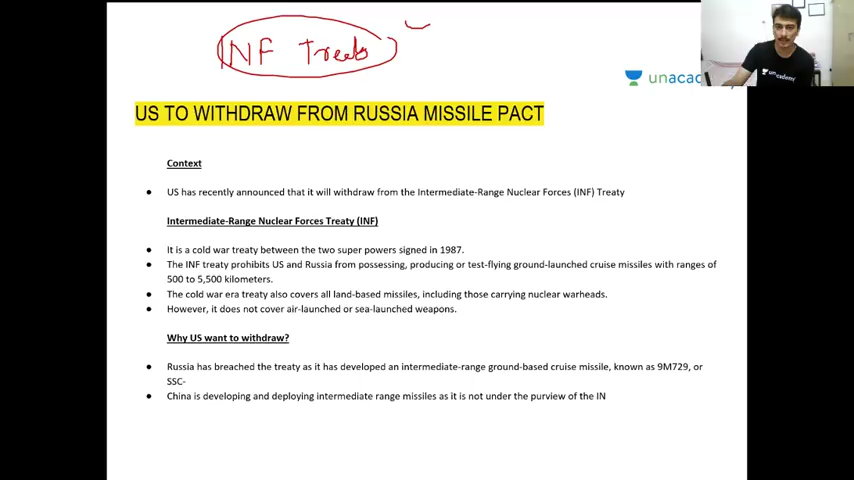 INF Treaty
unacademy
US TO WITHDRAW FROM RUSSIA MISSILE PACT
Context
● US has recently announced that it will withdraw from the Intermediate-Range Nuclear Forces (INF) Treaty
Intermediate-Range Nuclear Forces Treaty (INF)
● It is a cold war treaty between the two super powers signed in 1987.
● The INF treaty prohibits US and Russia from possessing, producing or test-flying ground-launched cruise missiles with ranges of
500 to 5,500 kilometers.
● The cold war era treaty also covers all land-based missiles, including those carrying nuclear warheads.
● However, it does not cover air-launched or sea-launched weapons.
Why US want to withdraw?
● Russia has breached the treaty as it has developed an intermediate-range ground-based cruise missile, known as 9M729, or
SSC-
● China is developing and deploying intermediate range missiles as it is not under the purview of the IN